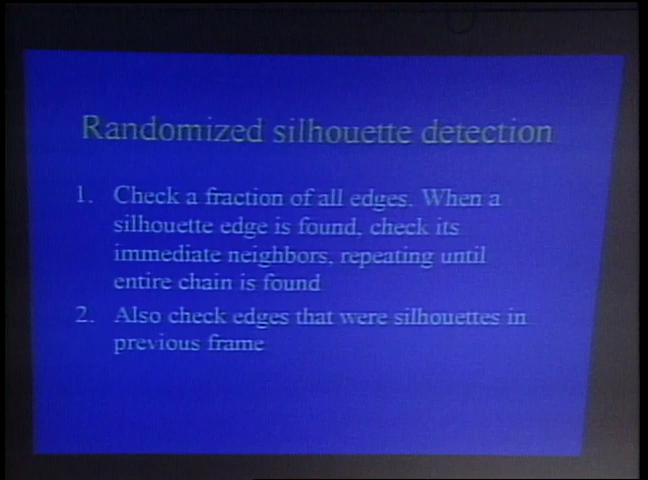 Randomized silhouette detection
1. Check a fraction of all edges. When a
silhouette edge is found, check its
immediate neighbors, repeating until
entire chain is found
2. Also check edges that were silhouettes in
previous frame